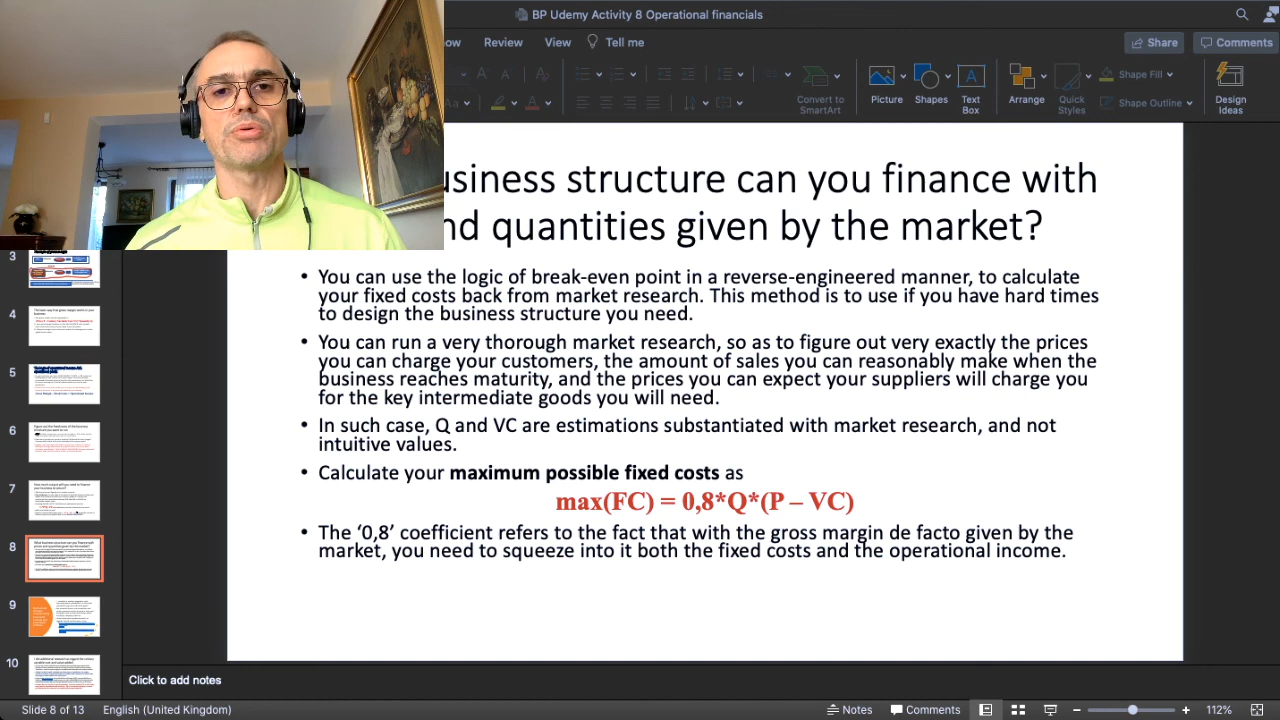 BP Udemy Activity 8 Operational financials
Review View Tell me
Share Comments
Convert to
SmartArt
Picture Shapes Text
Box
Arrange Quick
Styles
Shape Fill
Shape Outline
Design
Ideas
structure can you finance with
quantities given by the market?
• You can use the logic of break-even point in a reverse-engineered manner, to calculate
your fixed costs back from market research. This method is to use if you have hard times
to design the business structure you need.
• You can run a very thorough market research, so as to figure out very exactly the prices
you can charge your customers, the amount of sales you can reasonably make when the
business reaches maturity, and the prices you can expect your suppliers will charge you
for the key intermediate goods you will need.
• In such case, Q and VC are estimations substantiated with market research, and not
intuitive values.
• Calculate your maximum possible fixed costs as
max(FC) = 0,8*Q*(P – VC)
• The ‘0,8’ coefficient refers to the fact that with the gross margin de facto given by the
market, you need to squeeze into it both the fixed costs and the operational income.
3
4
5
6
7
8
9
10
Click to add notes
Slide 8 of 13 English (United Kingdom) Notes Comments 112%